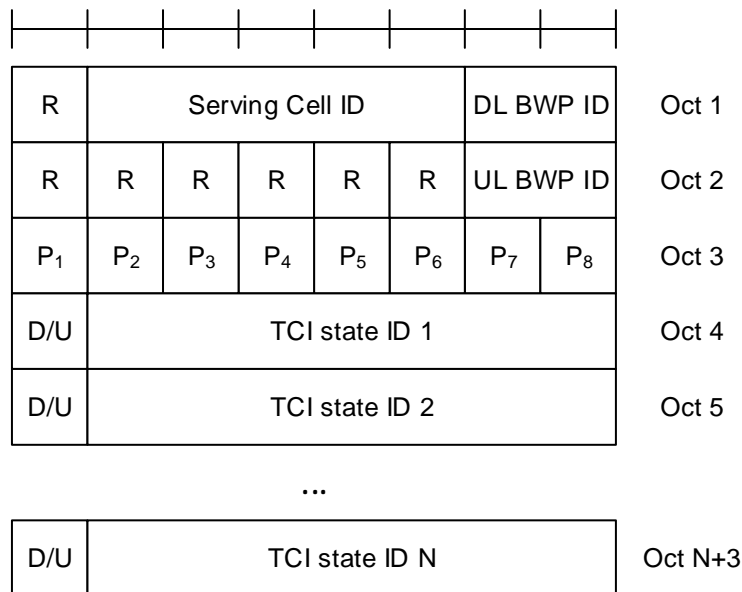 R Serving Cell ID DL BWP ID Oct 1
R R R R R R UL BWP ID Oct 2
P1 P2 P3 P4 P5 P6 P7 P8 Oct 3
D/U TCI state ID 1 Oct 4
D/U TCI state ID 2 Oct 5
...
D/U TCI state ID N Oct N+3